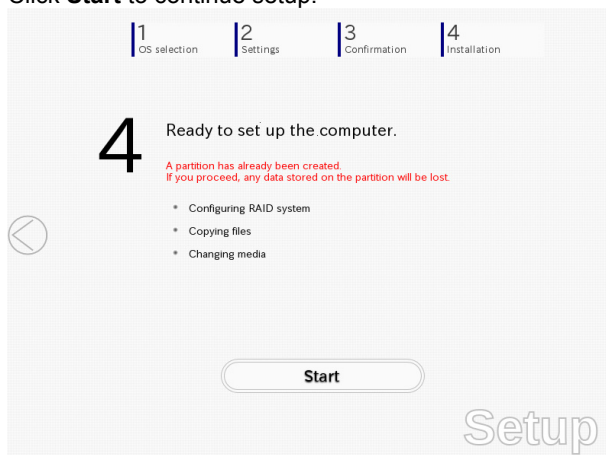 Click Start to continue setup.
1
OS selection
2
Settings
3
Confirmation
4
Installation
4
Ready to set up the computer.
A partition has already been created.
If you proceed, any data stored on the partition will be lost.
* Configuring RAID system
* Copying files
* Changing media
Start
Setup